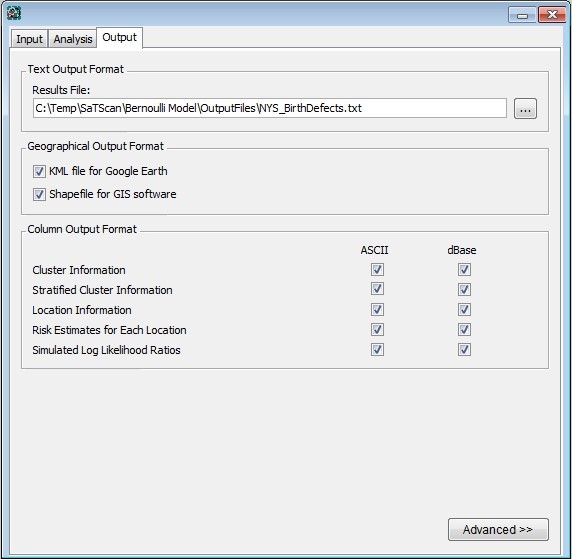 Input Analysis Output
Text Output Format
Results File:
C:\Temp\SaTScan\Bernoulli Model\OutputFiles\NYS_BirthDefects.txt ...
Geographical Output Format
KML file for Google Earth
Shapefile for GIS software
Column Output Format
ASCII dBase
Cluster Information
Stratified Cluster Information
Location Information
Risk Estimates for Each Location
Simulated Log Likelihood Ratios
Advanced >>